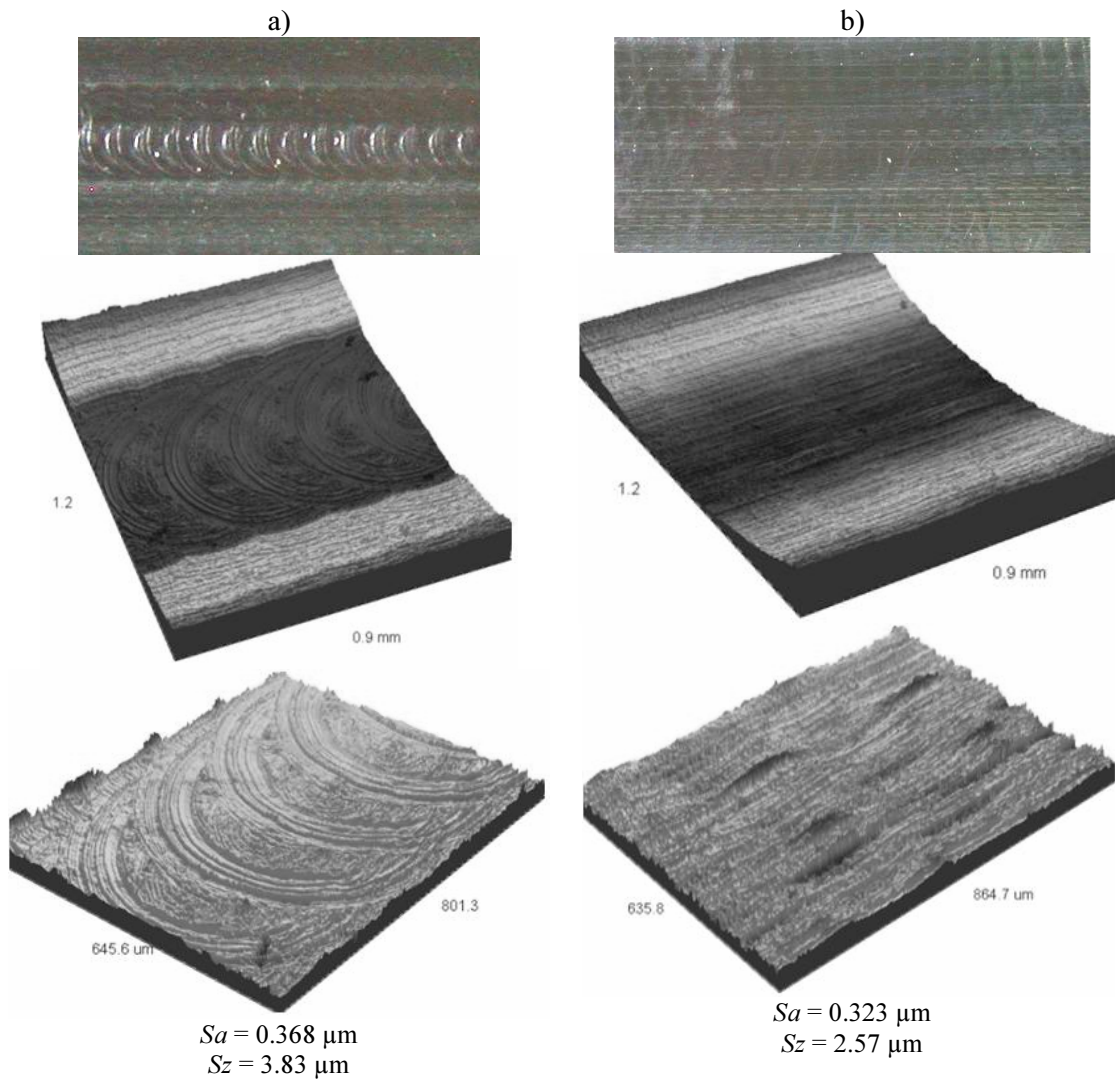 a)
b)
1.2
0.9 mm
1.2
0.9 mm
645.6 um
801.3
635.8
864.7 um
Sa = 0.368 µm
Sz = 3.83 µm
Sa = 0.323 µm
Sz = 2.57 µm